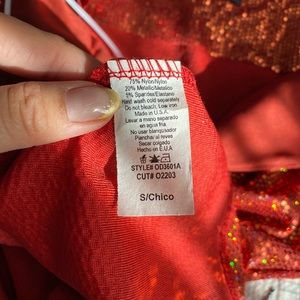 75% Nylon/Nylon
20% Metallic/Metalico
5% Spandex/Elastano
Hand wash cold separately
Do not bleach, Low iron
Made in U.S.A.
Lavar a mano separado
en agua fria
No usar blanquador
Planchar al reves
Secar colgado
Hecho en E.U.A
STYLE# OD3601A
CUT# O2203
S/Chico